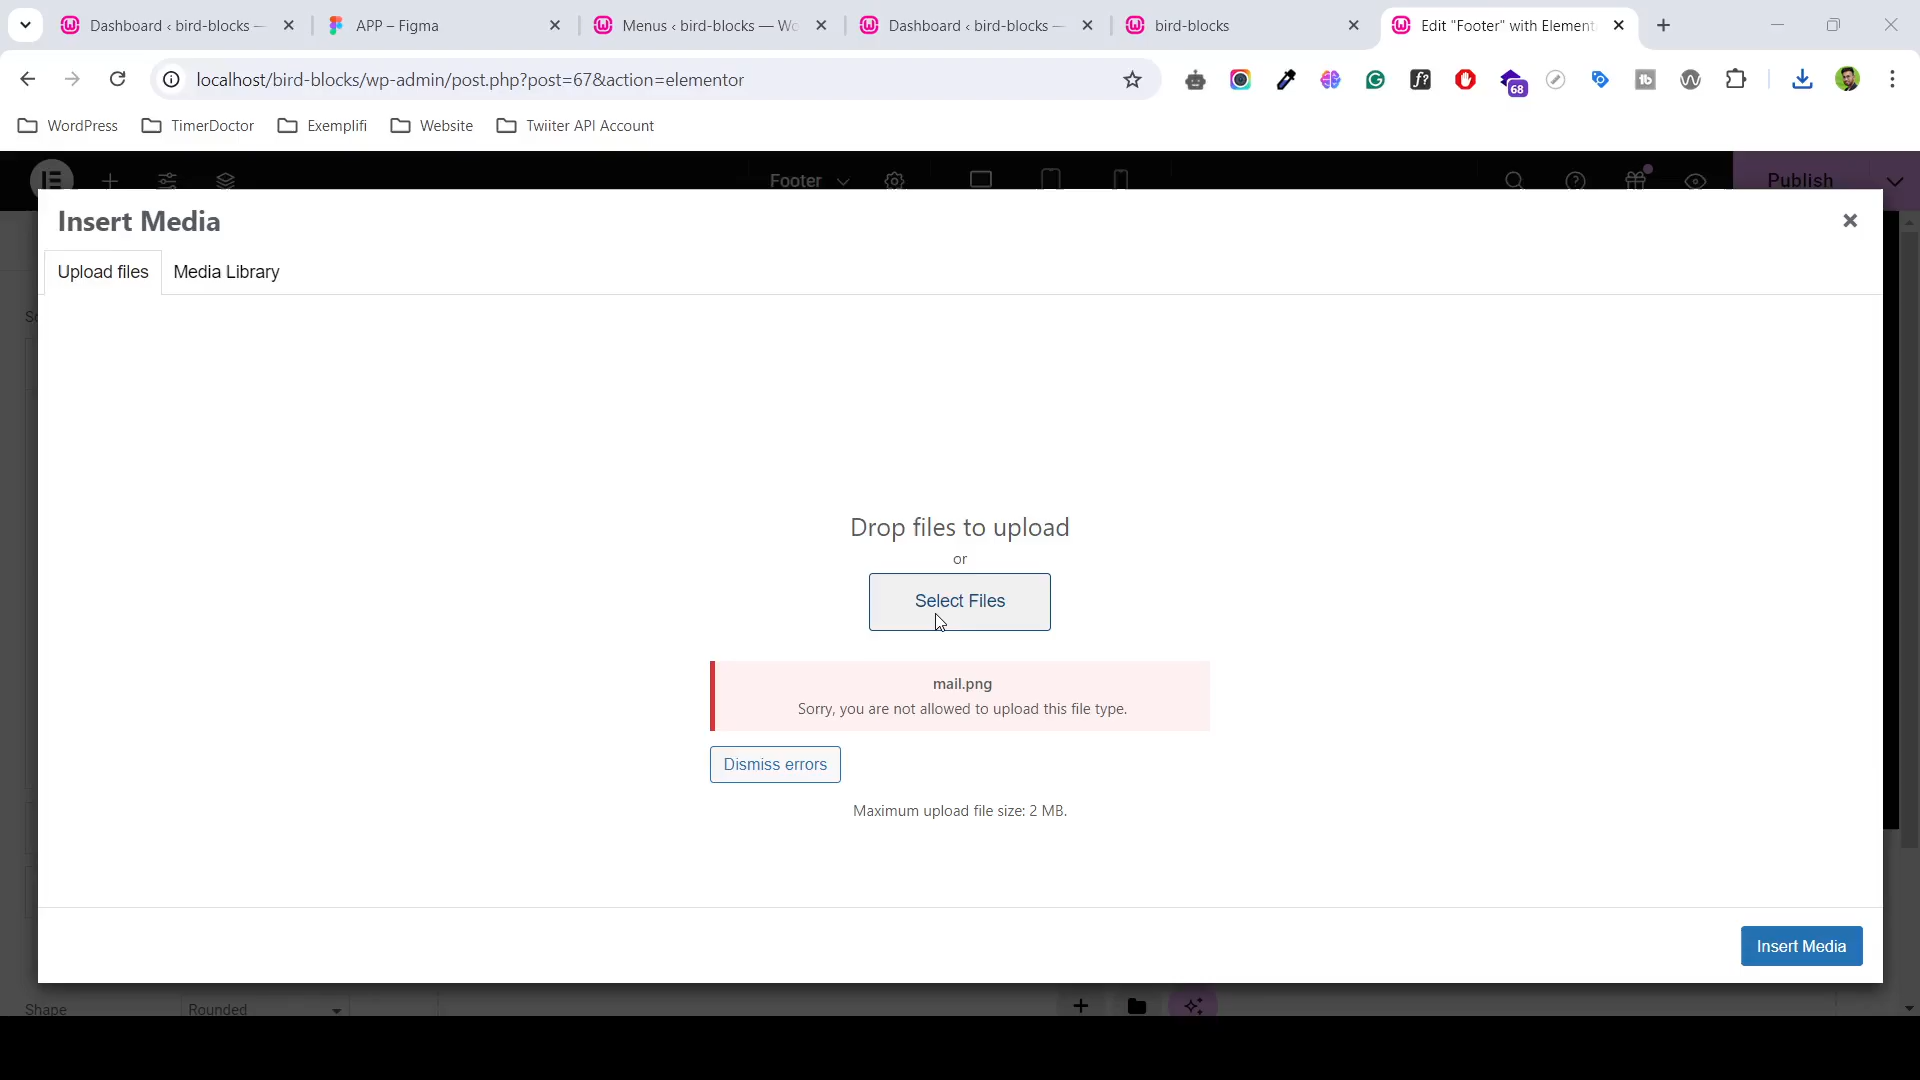 Dashboard ‹ bird-blocks —
APP – Figma
Menus ‹ bird-blocks — Wo
Dashboard ‹ bird-blocks —
bird-blocks
Edit "Footer" with Element
localhost/bird-blocks/wp-admin/post.php?post=67&action=elementor
68
WordPress
TimerDoctor
Exemplifi
Website
Twiiter API Account
Footer
Publish
Insert Media
Upload files
Media Library
Drop files to upload
or
Select Files
mail.png
Sorry, you are not allowed to upload this file type.
Dismiss errors
Maximum upload file size: 2 MB.
Insert Media
Shape
Rounded